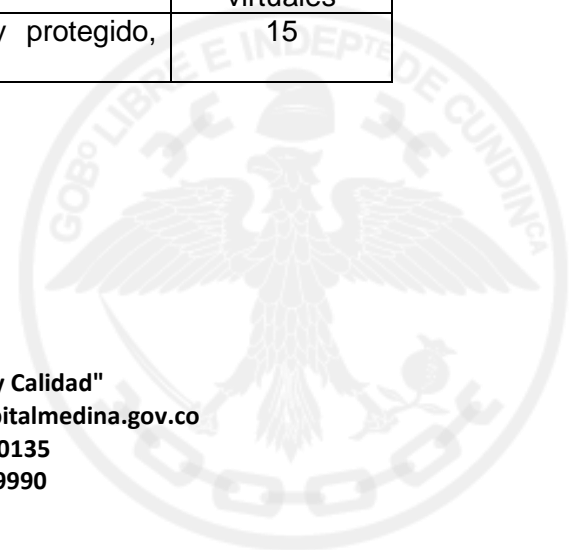 virtuales
y protegido,
15
GOBº LIBRE E INDEPTE DE CUNDINCA
y Calidad"
pitalmedina.gov.co
0135
9990